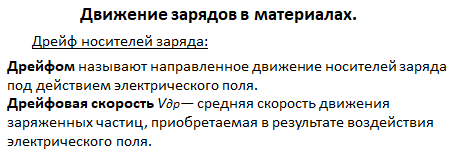 Движение зарядов в материалах.
Дрейф носителей заряда:
Дрейфом называют направленное движение носителей заряда
под действием электрического поля.
Дрейфовая скорость Vдр— средняя скорость движения
заряженных частиц, приобретаемая в результате воздействия
электрического поля.